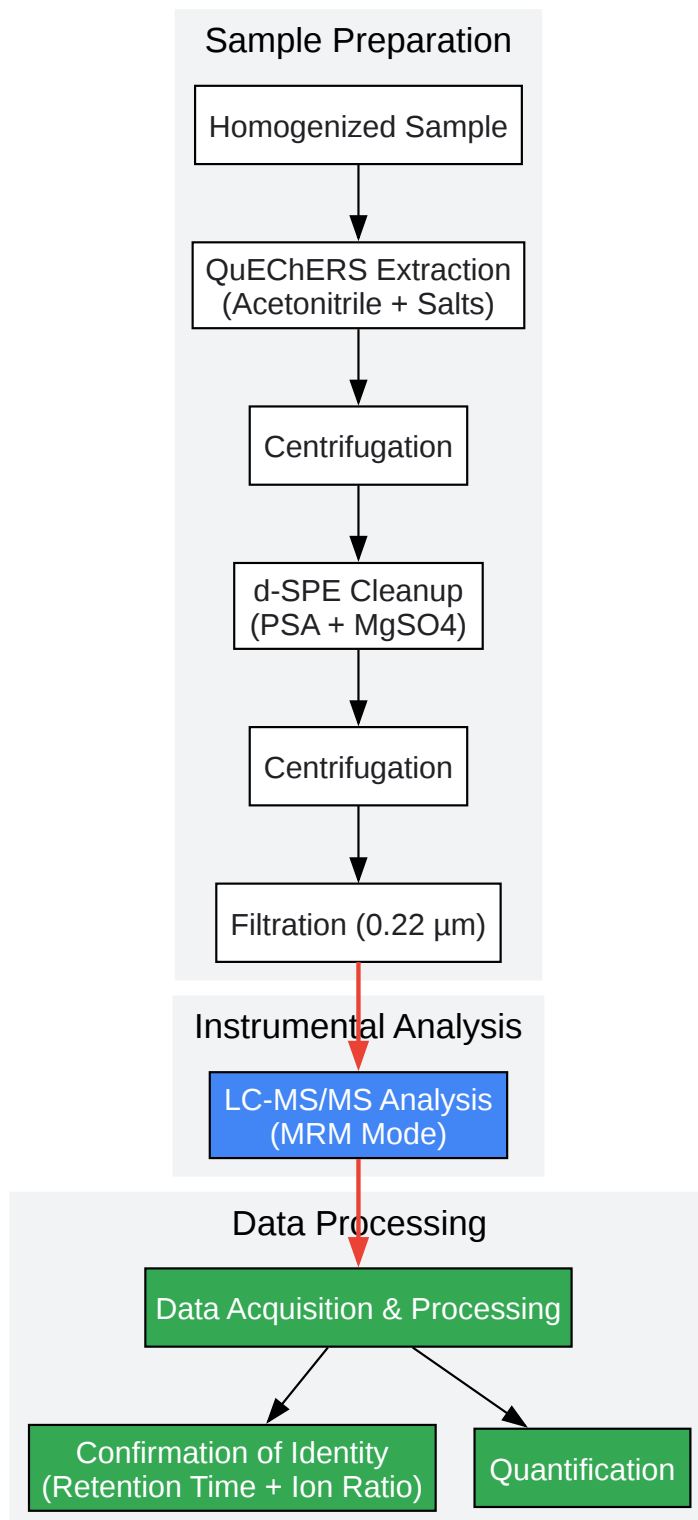 Sample Preparation
Homogenized Sample
QuEChERS Extraction
(Acetonitrile + Salts)
Centrifugation
d-SPE Cleanup
(PSA + MgSO4)
Centrifugation
Filtration (0.22 µm)
Instrumental Analysis
LC-MS/MS Analysis
(MRM Mode)
Data Processing
Data Acquisition & Processing
Confirmation of Identity
(Retention Time + Ion Ratio)
Quantification